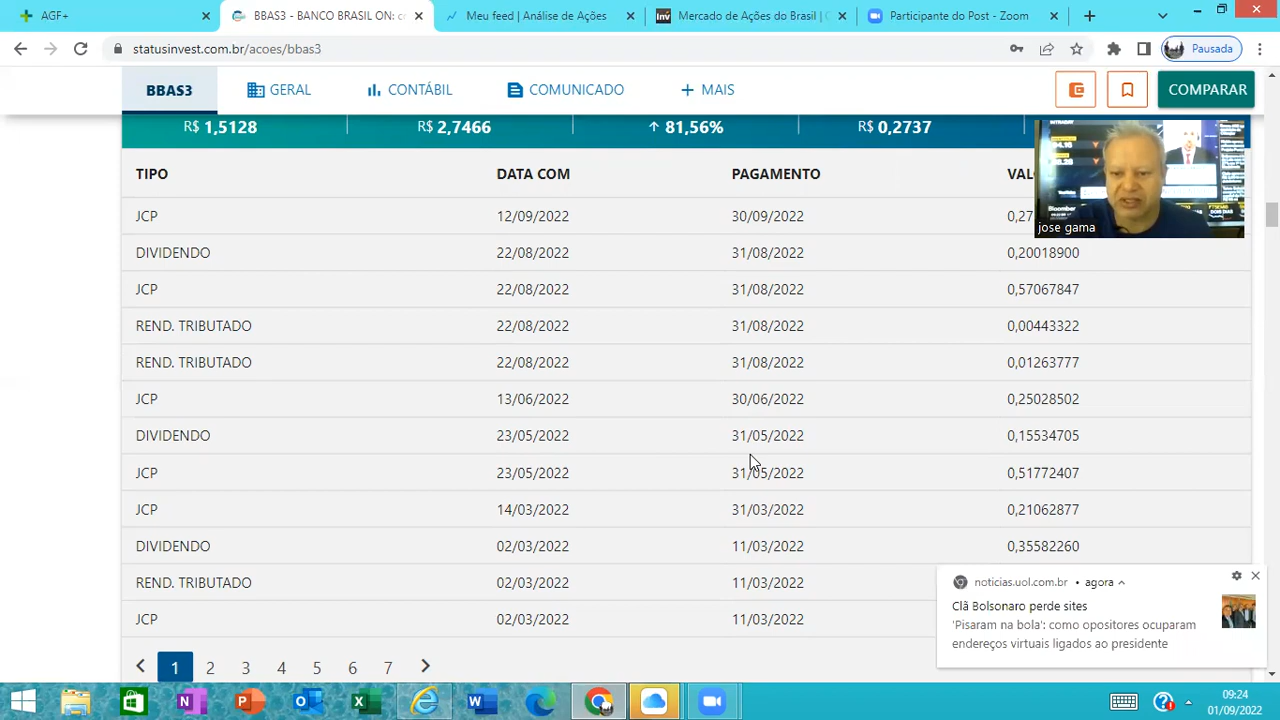 AGF+
BBAS3 - BANCO BRASIL ON: c
Meu feed | Análise de Ações
Mercado de Ações do Brasil |
Participante do Post - Zoom
statusinvest.com.br/acoes/bbas3
Pausada
BBAS3 GERAL CONTÁBIL COMUNICADO + MAIS COMPARAR
R$ 1,5128 R$ 2,7466 81,56% R$ 0,2737
TIPO DATA COM PAGAMENTO VAL
JCP 12/09/2022 30/09/2022 0,27
DIVIDENDO 22/08/2022 31/08/2022 0,20018900
JCP 22/08/2022 31/08/2022 0,57067847
REND. TRIBUTADO 22/08/2022 31/08/2022 0,00443322
REND. TRIBUTADO 22/08/2022 31/08/2022 0,01263777
JCP 13/06/2022 30/06/2022 0,25028502
DIVIDENDO 23/05/2022 31/05/2022 0,15534705
JCP 23/05/2022 31/05/2022 0,51772407
JCP 14/03/2022 31/03/2022 0,21062877
DIVIDENDO 02/03/2022 11/03/2022 0,35582260
REND. TRIBUTADO 02/03/2022 11/03/2022
JCP 02/03/2022 11/03/2022
1 2 3 4 5 6 7
jose gama
Bloomberg
noticias.uol.com.br • agora
Clã Bolsonaro perde sites
'Pisaram na bola': como opositores ocuparam
endereços virtuais ligados ao presidente
09:24
01/09/2022